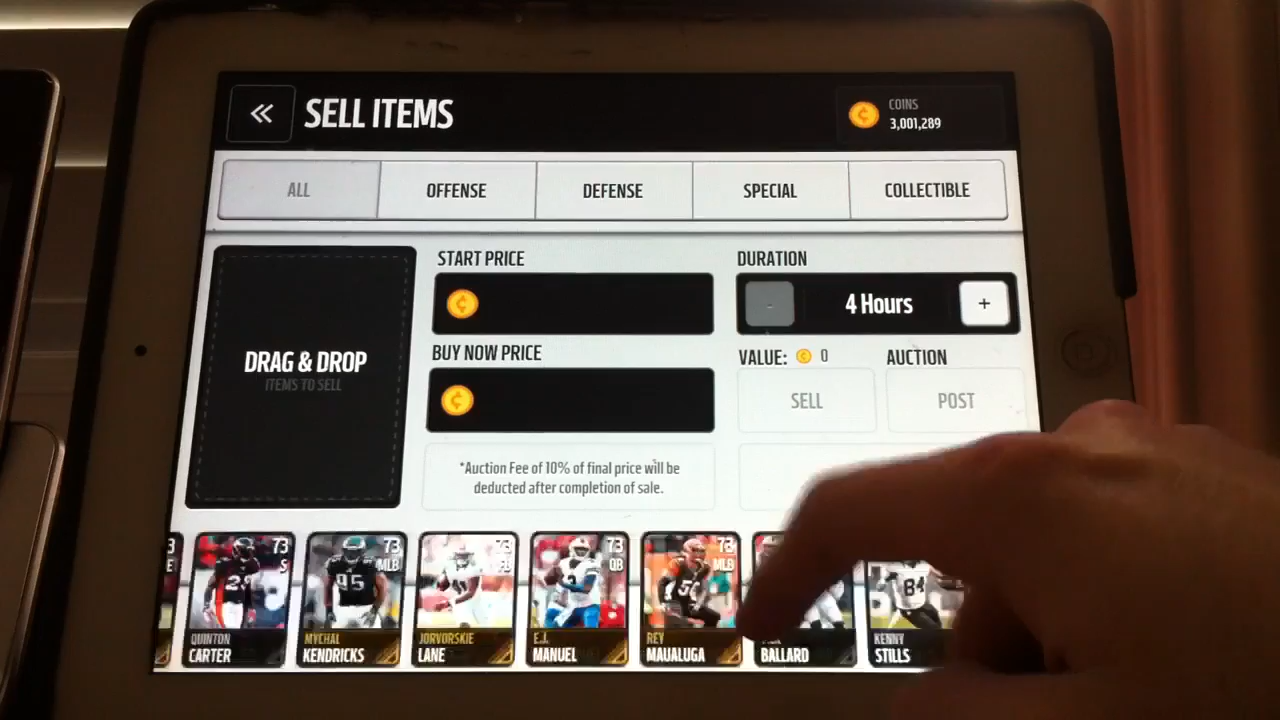 SELL ITEMS
COINS
3,001,289
ALL
OFFENSE
DEFENSE
SPECIAL
COLLECTIBLE
START PRICE
DURATION
4 Hours
+
DRAG & DROP
ITEMS TO SELL
BUY NOW PRICE
VALUE: 0
AUCTION
SELL
POST
*Auction Fee of 10% of final price will be
deducted after completion of sale.
73
S
QUINTON
CARTER
73
MLB
MYCHAL
KENDRICKS
73
JORVORSKIE
LANE
73
QB
E.J.
MANUEL
73
MLB
REY
MAUALUGA
BALLARD
KENNY
STILLS